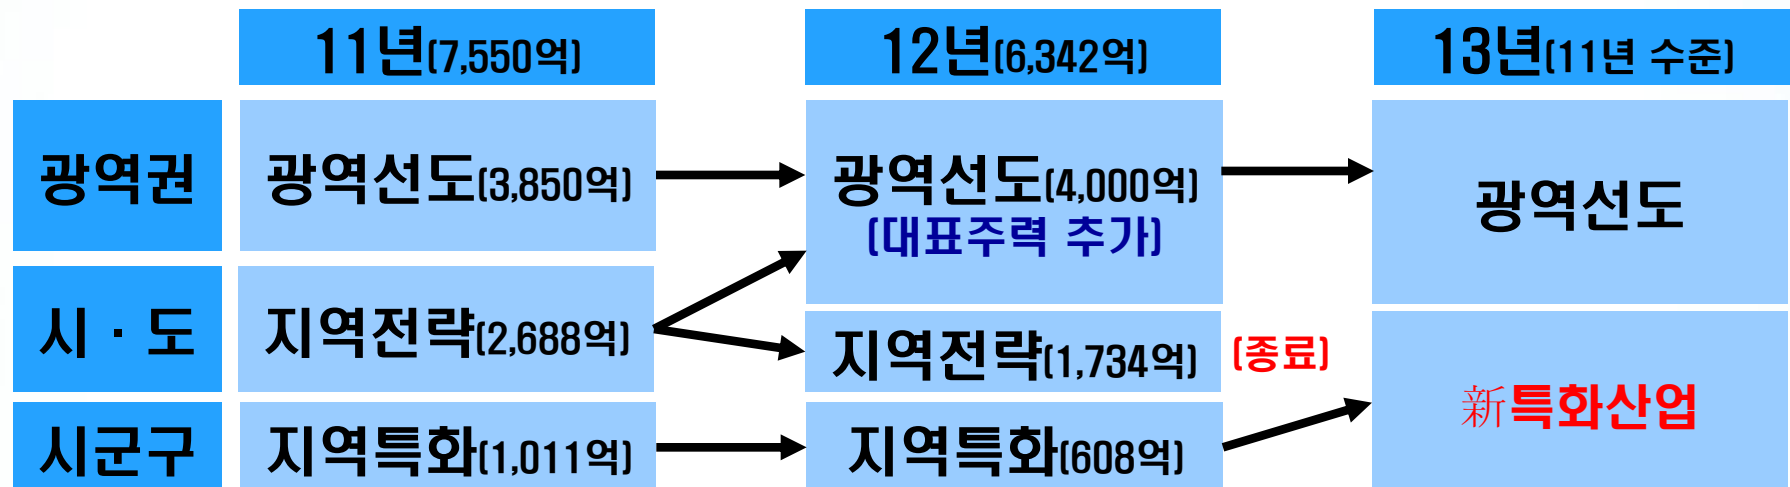 11년(7,550억)
12년(6,342억)
13년(11년 수준)
광역권
광역선도(3,850억)
광역선도(4,000억)
(대표주력 추가)
광역선도
시·도
지역전략(2,688억)
지역전략(1,734억)
(종료)
新특화산업
시군구
지역특화(1,011억)
지역특화(608억)